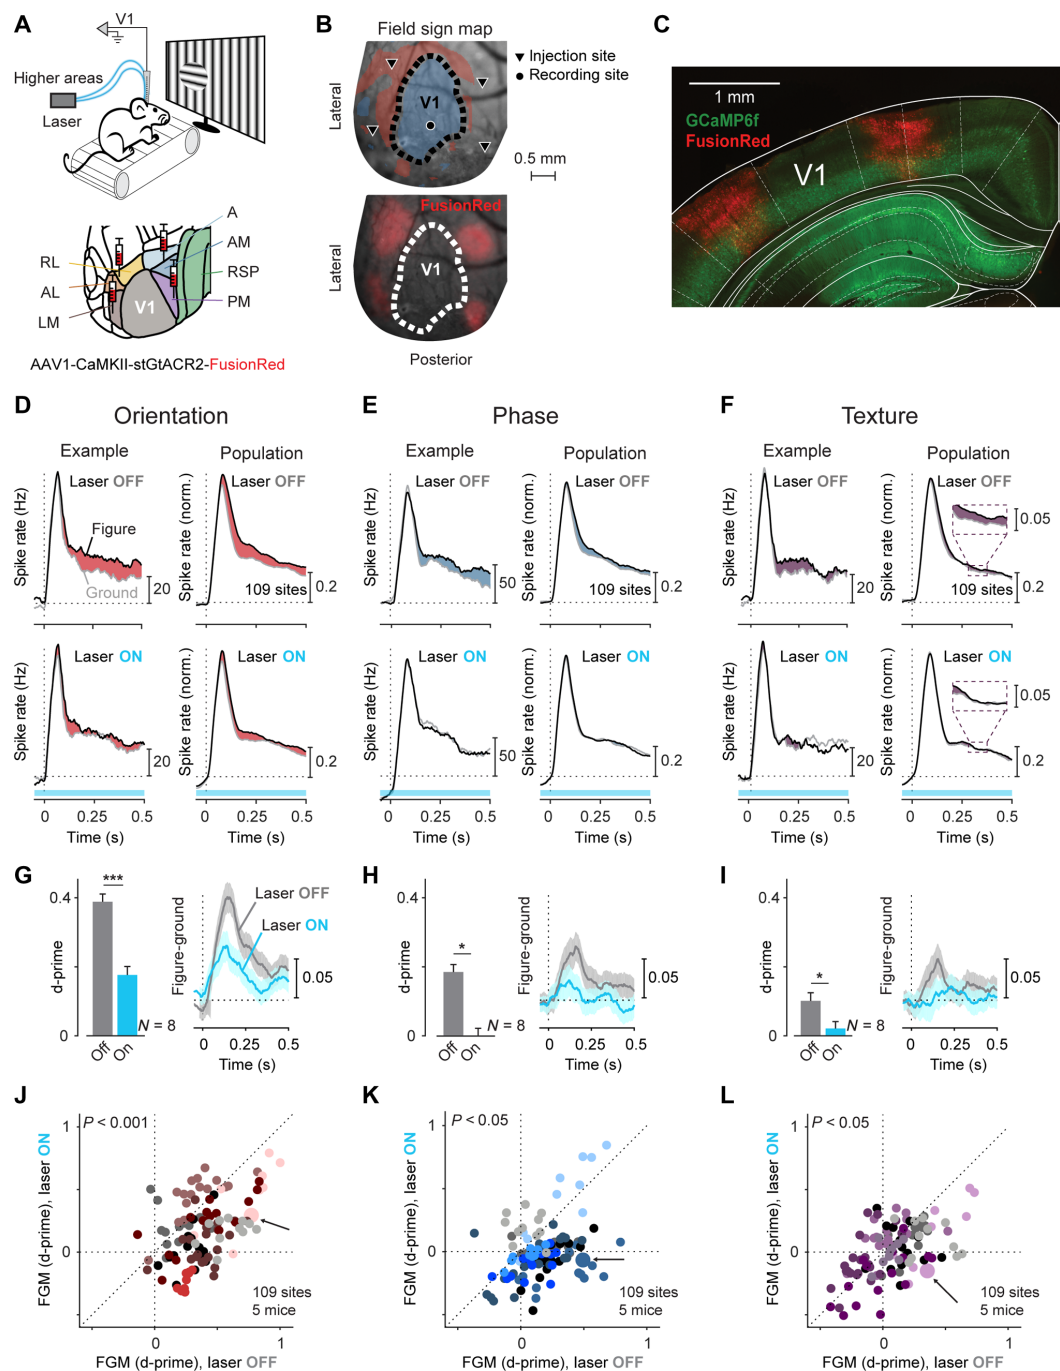 A
V1
Higher areas
Laser
A
AM
RL
RSP
AL
V1
LM
PM
AAV1-CaMKII-stGtACR2-FusionRed
B
Field sign map
Injection site
Recording site
Lateral
V1
0.5 mm
FusionRed
Lateral
V1
Posterior
C
1 mm
GCaMP6f
FusionRed
V1
D
Orientation
Example
Population
Spike rate (Hz)
Laser OFF
Figure
Ground
20
Spike rate (norm.)
Laser OFF
109 sites
0.2
Spike rate (Hz)
Laser ON
20
Spike rate (norm.)
Laser ON
0.2
0
0.5
0
0.5
Time (s)
Time (s)
E
Phase
Example
Population
Spike rate (Hz)
Laser OFF
50
Spike rate (norm.)
Laser OFF
109 sites
0.2
Spike rate (Hz)
Laser ON
50
Spike rate (norm.)
Laser ON
0.2
0
0.5
0
0.5
Time (s)
Time (s)
F
Texture
Example
Population
Spike rate (Hz)
Laser OFF
20
Spike rate (norm.)
Laser OFF
0.05
109 sites
0.2
Spike rate (Hz)
Laser ON
20
Spike rate (norm.)
Laser ON
0.05
0.2
0
0.5
0
0.5
Time (s)
Time (s)
G
0.4
***
d-prime
0
Off
On
N = 8
Figure-ground
Laser OFF
Laser ON
0.05
0
0.25
0.5
Time (s)
H
0.4
*
d-prime
0
Off
On
N = 8
Figure-ground
0.05
0
0.25
0.5
Time (s)
I
0.4
*
d-prime
0
Off
On
N = 8
Figure-ground
0.05
0
0.25
0.5
Time (s)
J
P < 0.001
1
FGM (d-prime), laser ON
0
109 sites
5 mice
0
1
FGM (d-prime), laser OFF
K
P < 0.05
1
FGM (d-prime), laser ON
0
109 sites
5 mice
0
1
FGM (d-prime), laser OFF
L
P < 0.05
1
FGM (d-prime), laser ON
0
109 sites
5 mice
0
1
FGM (d-prime), laser OFF